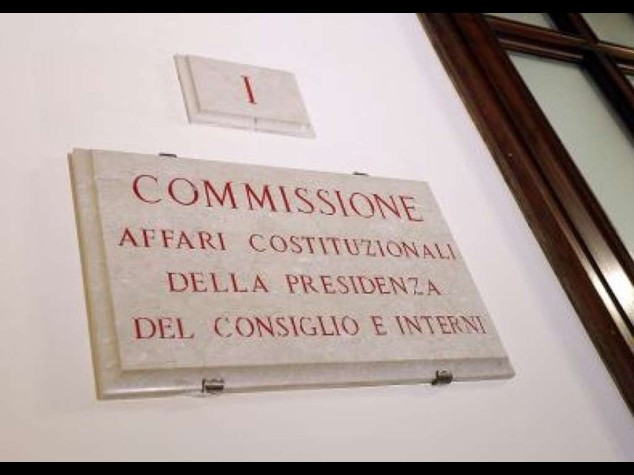 I
COMMISSIONE
AFFARI COSTITUZIONALI
DELLA PRESIDENZA
DEL CONSIGLIO E INTERNI